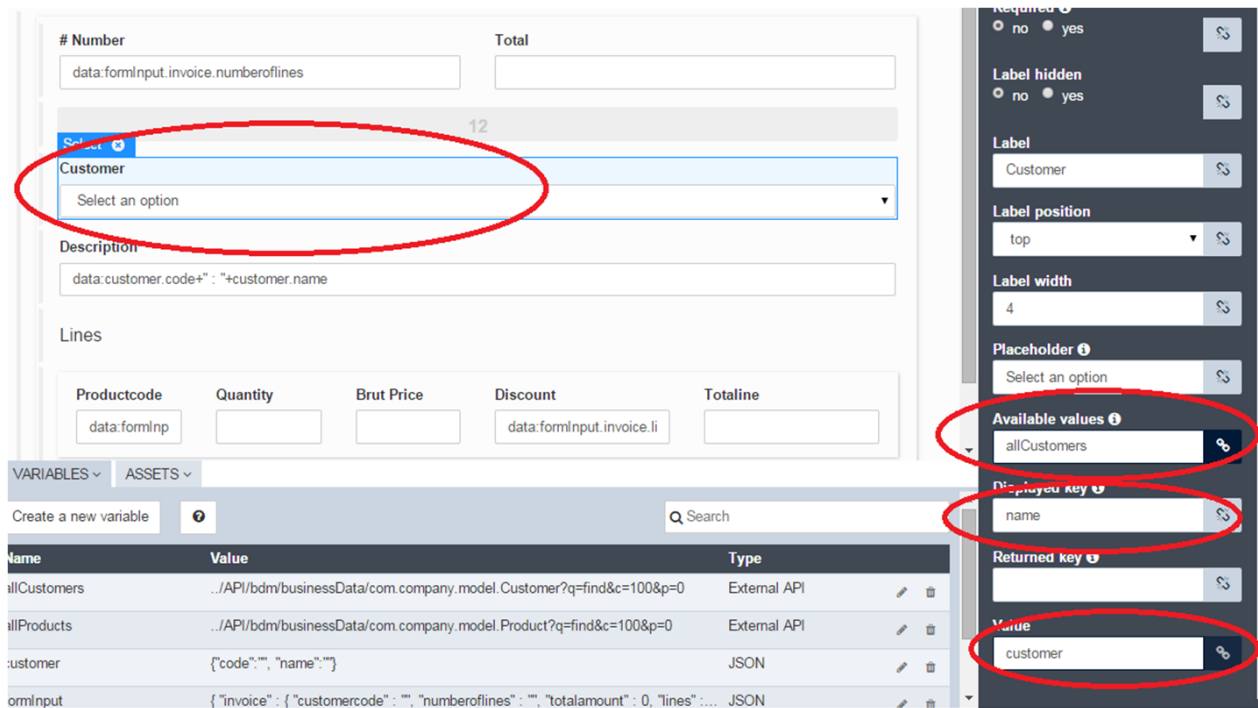 # Number
Total
data:formInput.invoice.numberoflines
12
Select
Customer
Select an option
Description
data:customer.code+" : "+customer.name
Lines
Productcode
Quantity
Brut Price
Discount
Totaline
data:formInp
data:formInput.invoice.li
VARIABLES
ASSETS
Create a new variable
?
Search
Name
Value
Type
allCustomers
../API/bdm/businessData/com.company.model.Customer?q=find&c=100&p=0
External API
allProducts
../API/bdm/businessData/com.company.model.Product?q=find&c=100&p=0
External API
customer
{"code":"", "name":""}
JSON
formInput
{ "invoice" : { "customercode" : "", "numberoflines" : "", "totalamount" : 0, "lines" :...
JSON
Required
no yes
Label hidden
no yes
Label
Customer
Label position
top
Label width
4
Placeholder
Select an option
Available values
allCustomers
Displayed key
name
Returned key
Value
customer